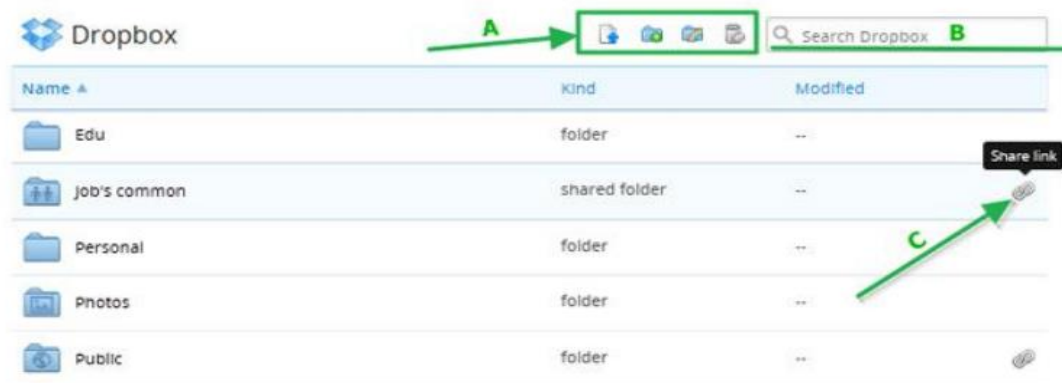 Dropbox A Search Dropbox B
Name Kind Modified
Edu folder --
Share link
Job's common shared folder --
Personal folder -- C
Photos folder --
Public folder --